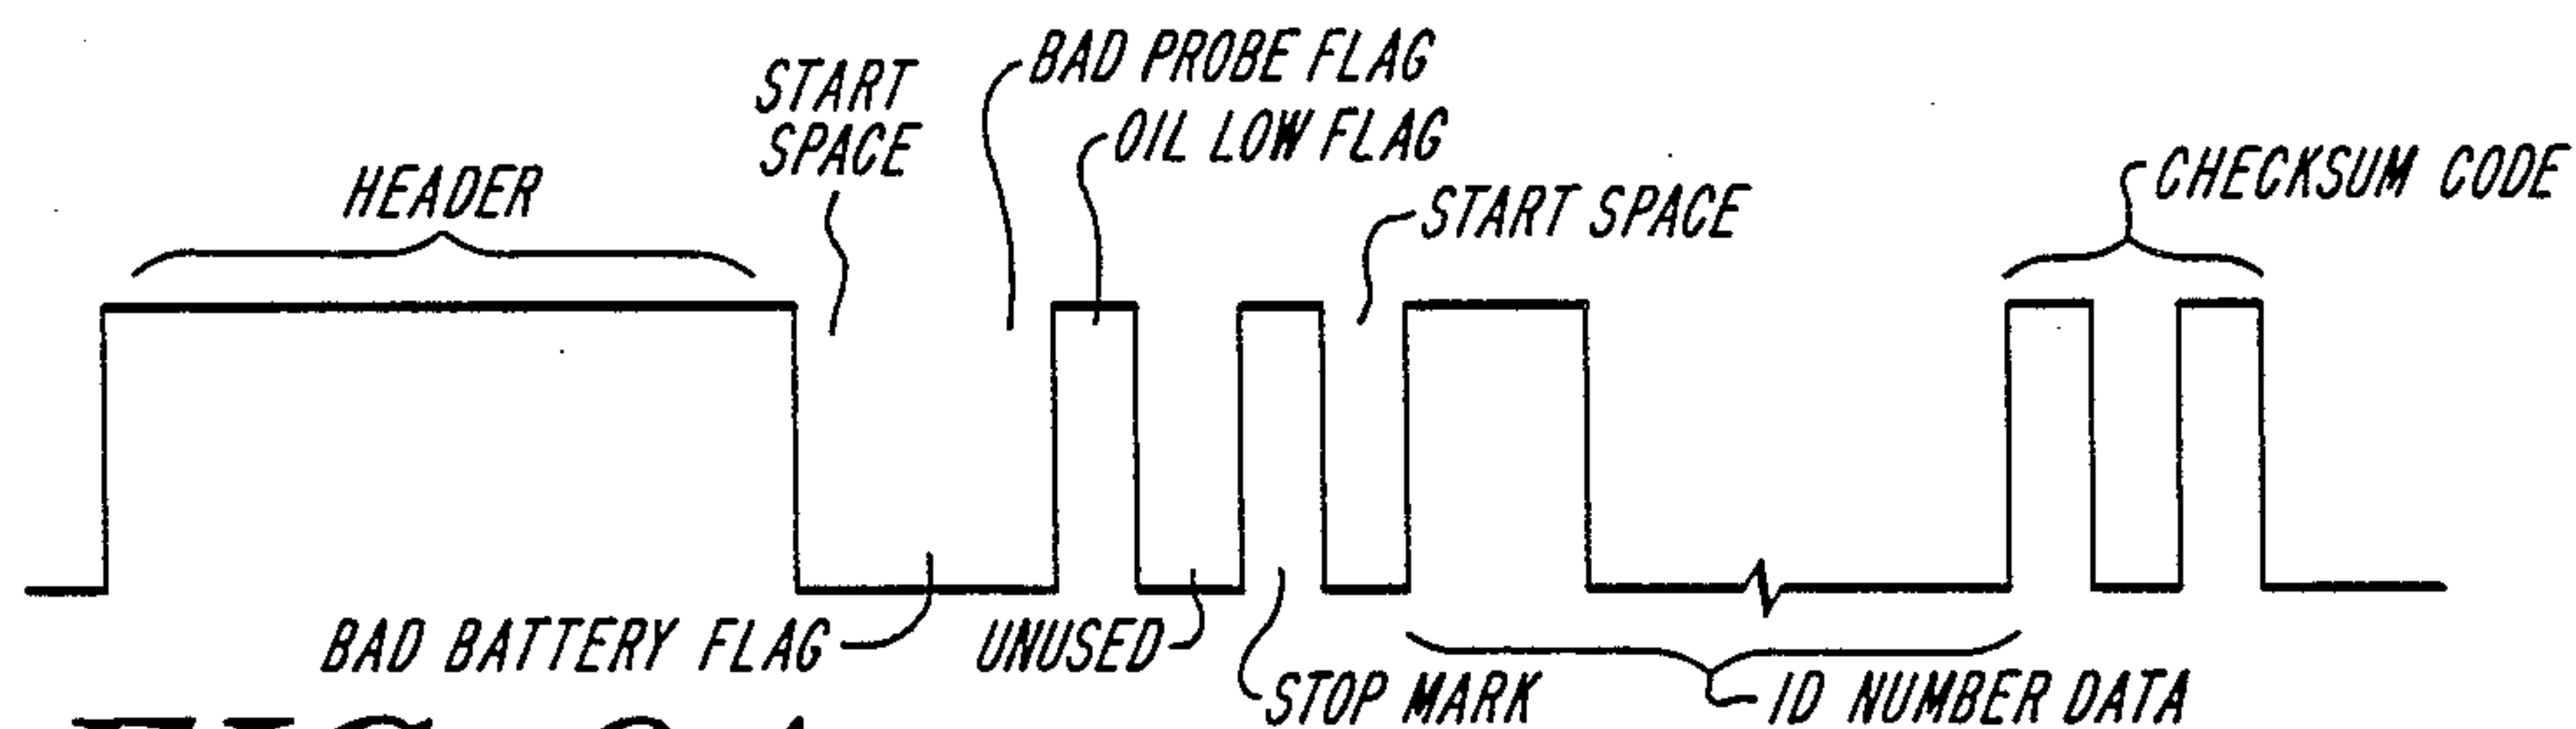 BAD PROBE FLAG
START
SPACE
OIL LOW FLAG
HEADER
START SPACE
CHECKSUM CODE
BAD BATTERY FLAG
UNUSED
STOP MARK
ID NUMBER DATA